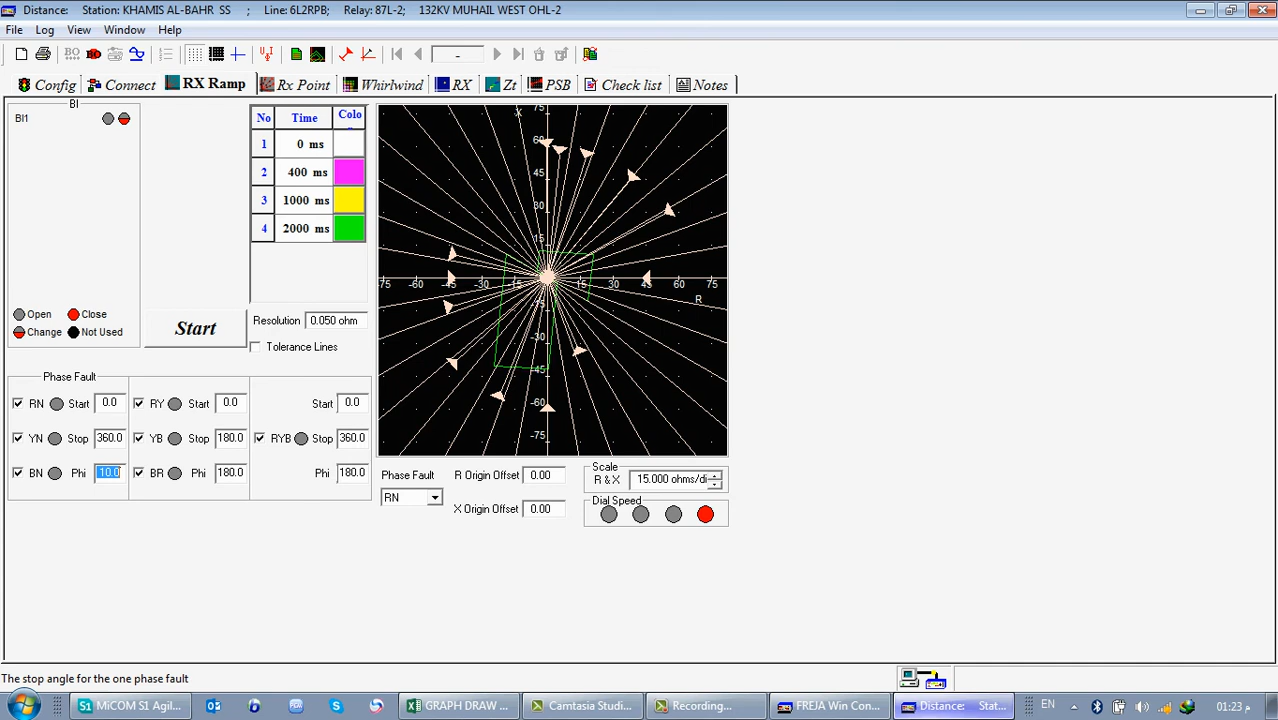 Distance:   Station: KHAMIS AL-BAHR  SS     ;   Line: 6L2RPB;   Relay: 87L-2;   132KV MUHAIL WEST OHL-2
File Log View Window Help
BO BO -
Config Connect RX Ramp Rx Point Whirlwind RX Zt PSB Check list Notes
BI
BI1
Open Close
Change Not Used
No Time Colo
1 0 ms
2 400 ms
3 1000 ms
4 2000 ms
Start
Resolution 0.050 ohm
Tolerance Lines
X
75
60
45
30
15
-75 -60 -45 -30 -15 15 30 45 60 75
R
-15
-30
-45
-60
-75
Phase Fault
RN Start 0.0 RY Start 0.0 Start 0.0
YN Stop 360.0 YB Stop 180.0 RYB Stop 360.0
BN Phi 10.0 BR Phi 180.0 Phi 180.0
Phase Fault R Origin Offset 0.00
RN X Origin Offset 0.00
Scale
R & X 15.000 ohms/di
Dial Speed
The stop angle for the one phase fault
MiCOM S1 Agil... GRAPH DRAW ... Camtasia Studi... Recording... FREJA Win Con... Distance:   Stat... EN 01:23 م